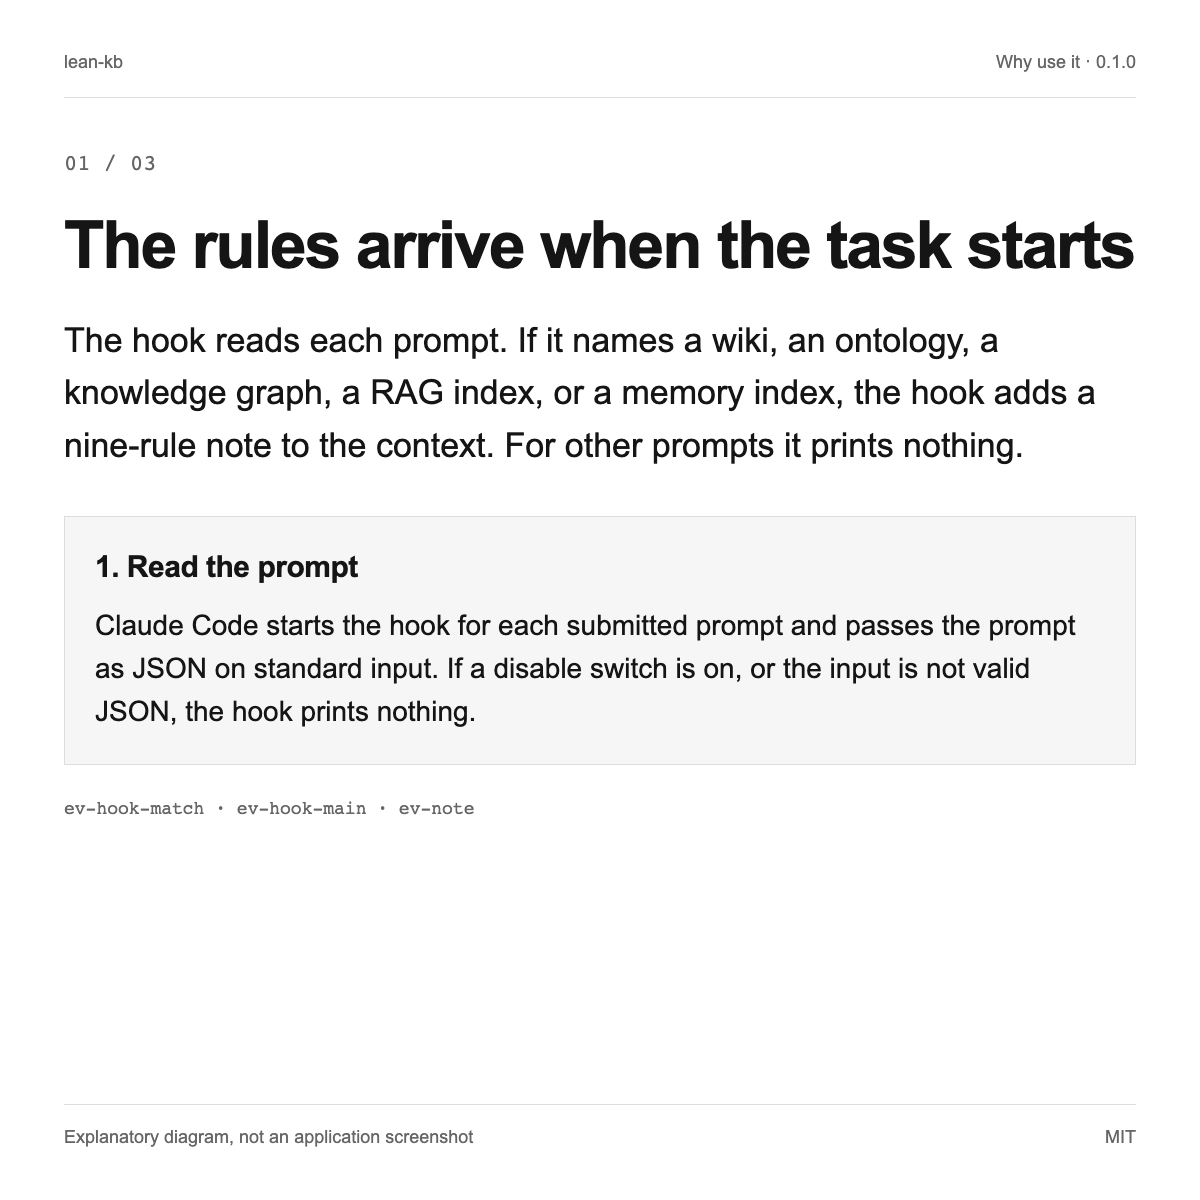 lean-kb
Why use it · 0.1.0
01 / 03
The rules arrive when the task starts
The hook reads each prompt. If it names a wiki, an ontology, a
knowledge graph, a RAG index, or a memory index, the hook adds a
nine-rule note to the context. For other prompts it prints nothing.
1. Read the prompt
Claude Code starts the hook for each submitted prompt and passes the prompt
as JSON on standard input. If a disable switch is on, or the input is not valid
JSON, the hook prints nothing.
ev-hook-match · ev-hook-main · ev-note
Explanatory diagram, not an application screenshot
MIT